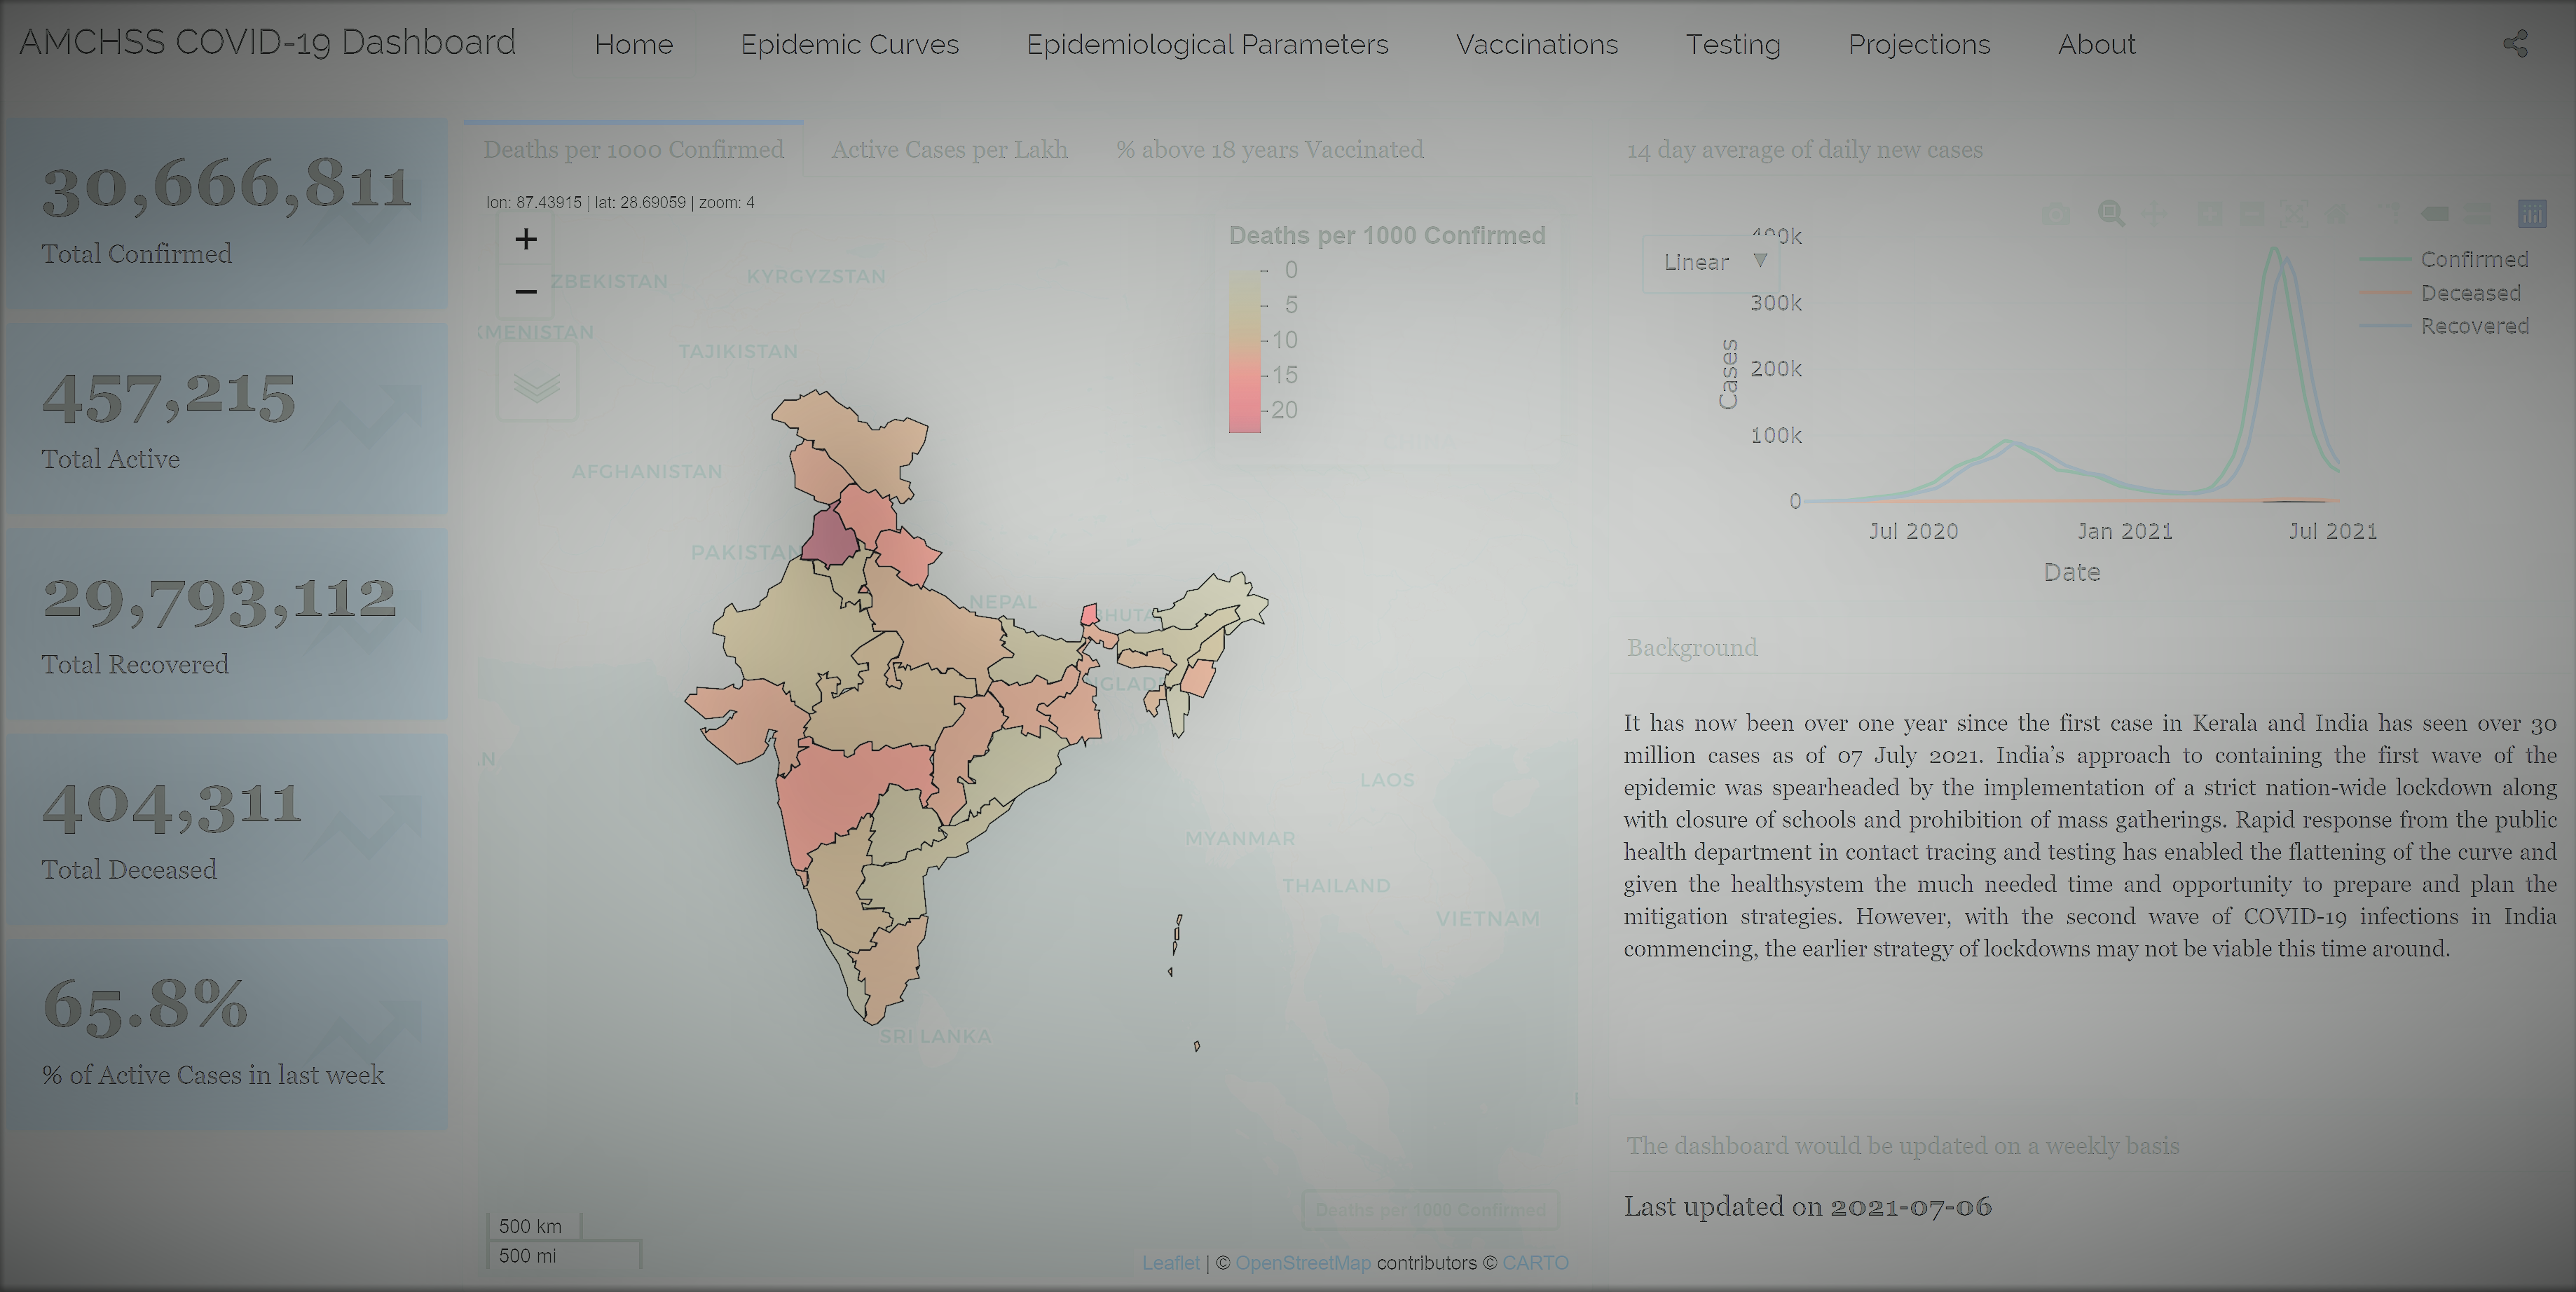 AMCHSS COVID-19 Dashboard
Home
Epidemic Curves
Epidemiological Parameters
Vaccinations
Testing
Projections
About
30,666,811
Total Confirmed
457,215
Total Active
29,793,112
Total Recovered
404,311
Total Deceased
65.8%
% of Active Cases in last week
Deaths per 1000 Confirmed
Active Cases per Lakh
% above 18 years Vaccinated
lon: 87.43915 | lat: 28.69059 | zoom: 4
+
−
Deaths per 1000 Confirmed
0
5
10
15
20
ZBEKISTAN
KYRGYZSTAN
KMENISTAN
TAJIKISTAN
AFGHANISTAN
PAKISTAN
NEPAL
BHUTA
NGLAD
LAOS
MYANMAR
THAILAND
VIETNAM
SRI LANKA
500 km
500 mi
Deaths per 1000 Confirmed
Leaflet | © OpenStreetMap contributors © CARTO
14 day average of daily new cases
Linear ▼
400k
300k
200k
100k
0
Cases
Jul 2020
Jan 2021
Jul 2021
Date
Confirmed
Deceased
Recovered
Background
It has now been over one year since the first case in Kerala and India has seen over 30
million cases as of 07 July 2021. India’s approach to containing the first wave of the
epidemic was spearheaded by the implementation of a strict nation-wide lockdown along
with closure of schools and prohibition of mass gatherings. Rapid response from the public
health department in contact tracing and testing has enabled the flattening of the curve and
given the healthsystem the much needed time and opportunity to prepare and plan the
mitigation strategies. However, with the second wave of COVID-19 infections in India
commencing, the earlier strategy of lockdowns may not be viable this time around.
The dashboard would be updated on a weekly basis
Last updated on 2021-07-06